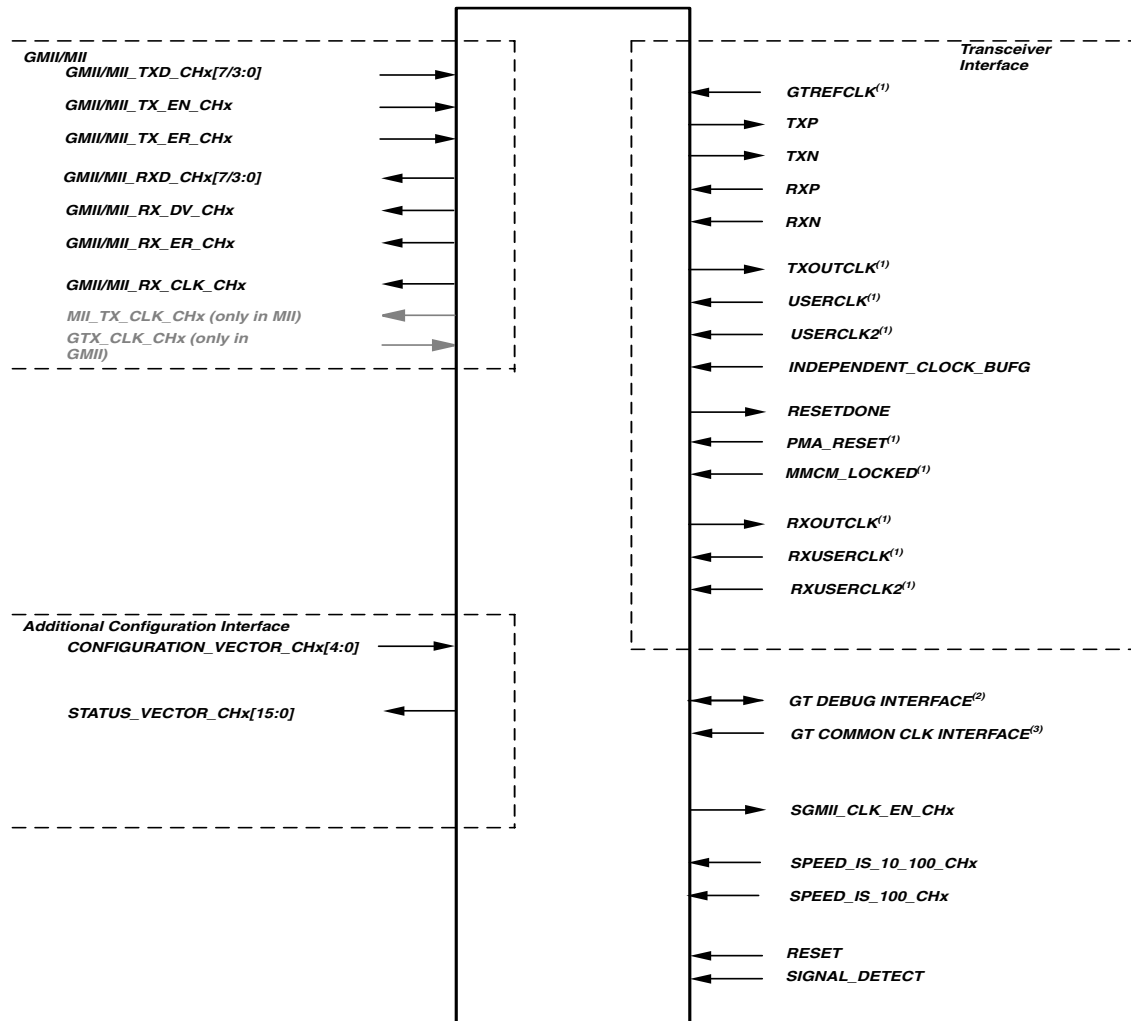 GMII/MII
GMII/MII_TXD_CHx[7/3:0]
GMII/MII_TX_EN_CHx
GMII/MII_TX_ER_CHx
GMII/MII_RXD_CHx[7/3:0]
GMII/MII_RX_DV_CHx
GMII/MII_RX_ER_CHx
GMII/MII_RX_CLK_CHx
MII_TX_CLK_CHx (only in MII)
GTX_CLK_CHx (only in
GMII)
Additional Configuration Interface
CONFIGURATION_VECTOR_CHx[4:0]
STATUS_VECTOR_CHx[15:0]
Transceiver
Interface
GTREFCLK(1)
TXP
TXN
RXP
RXN
TXOUTCLK(1)
USERCLK(1)
USERCLK2(1)
INDEPENDENT_CLOCK_BUFG
RESETDONE
PMA_RESET(1)
MMCM_LOCKED(1)
RXOUTCLK(1)
RXUSERCLK(1)
RXUSERCLK2(1)
GT DEBUG INTERFACE(2)
GT COMMON CLK INTERFACE(3)
SGMII_CLK_EN_CHx
SPEED_IS_10_100_CHx
SPEED_IS_100_CHx
RESET
SIGNAL_DETECT